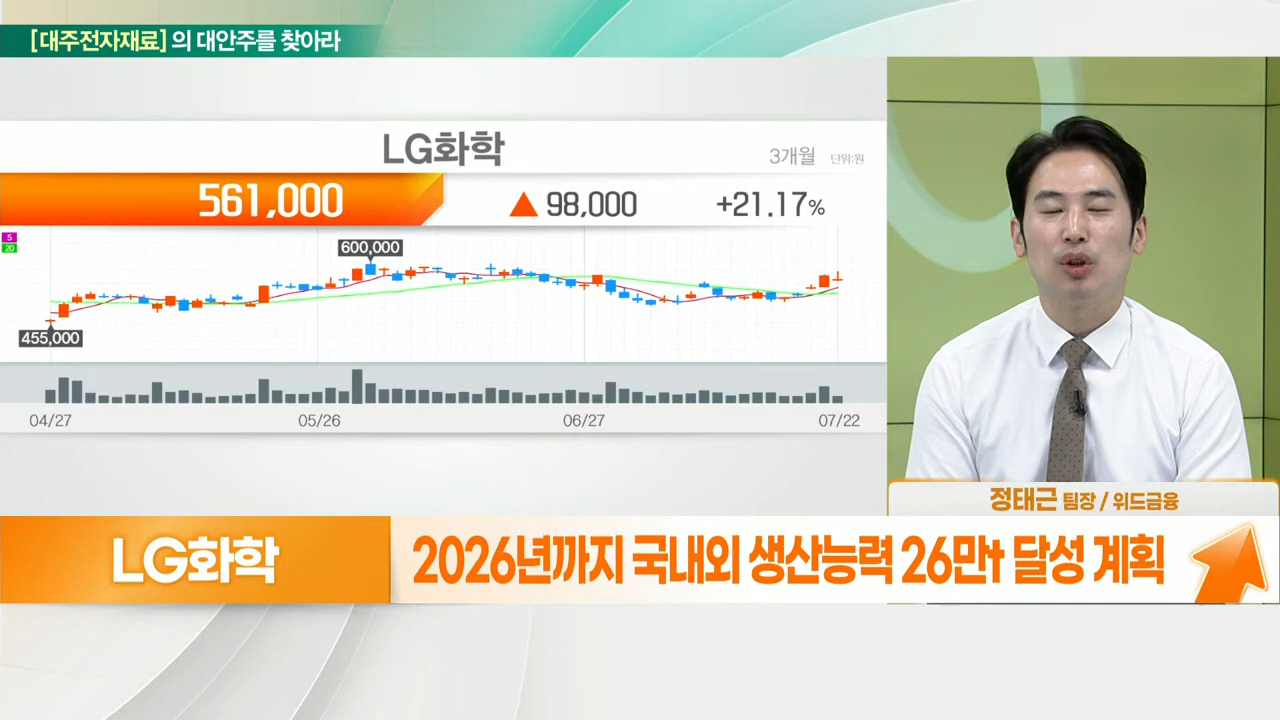 [대주전자재료]의 대안주를 찾아라
LG화학
3개월 단위:원
561,000 ▲ 98,000 +21.17%
5
20
600,000
455,000
04/27 05/26 06/27 07/22
정태근 팀장 / 위드금융
LG화학
2026년까지 국내외 생산능력 26만t 달성 계획